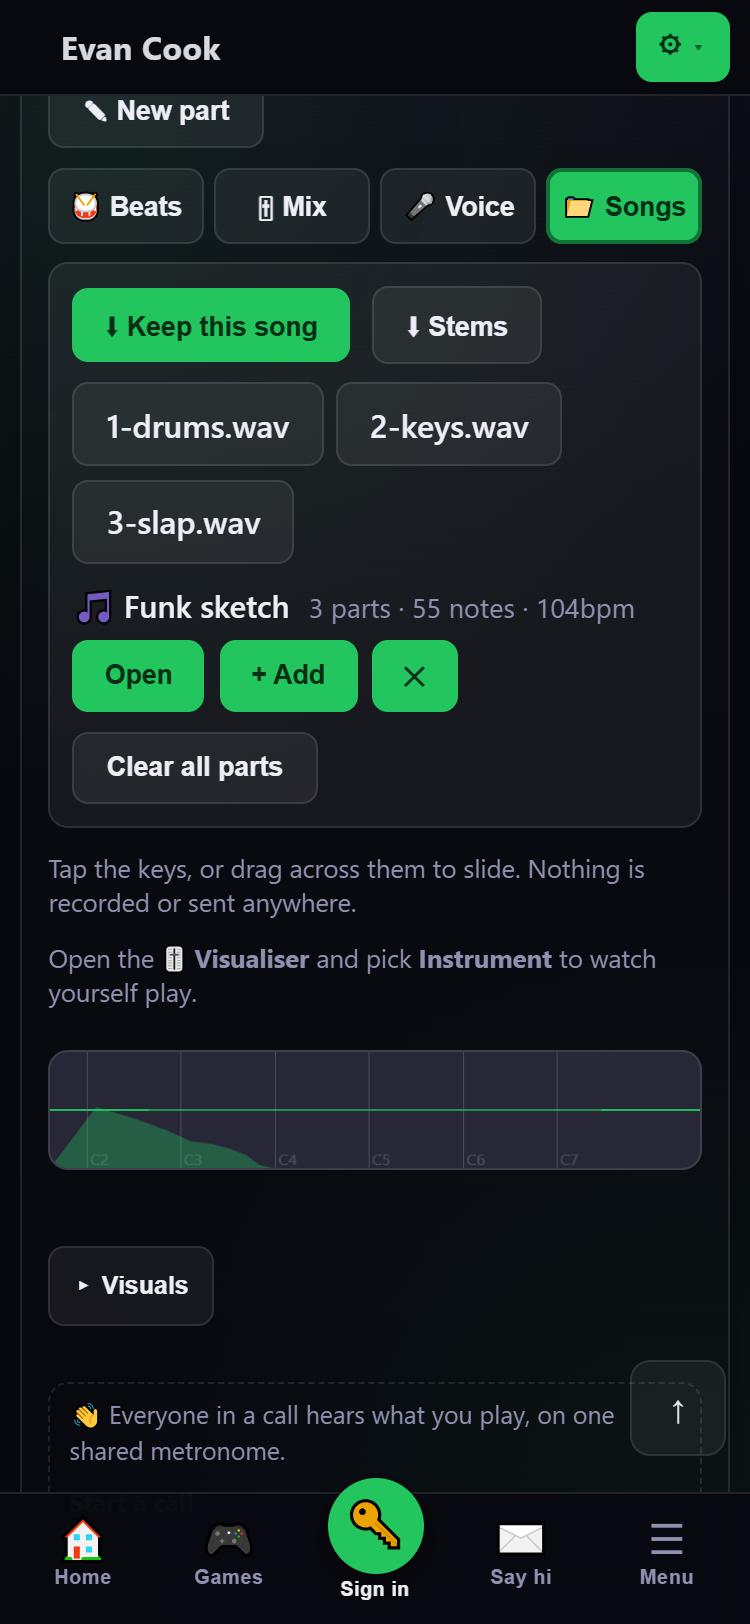 Evan Cook
New part
Beats
Mix
Voice
Songs
⬇ Keep this song
⬇ Stems
1-drums.wav
2-keys.wav
3-slap.wav
Funk sketch 3 parts · 55 notes · 104bpm
Open
+ Add
Clear all parts
Tap the keys, or drag across them to slide. Nothing is
recorded or sent anywhere.
Open the 🎚 Visualiser and pick Instrument to watch
yourself play.
C2 C3 C4 C5 C6 C7
Visuals
👋 Everyone in a call hears what you play, on one
shared metronome.
Start a call
Home
Games
Sign in
Say hi
Menu